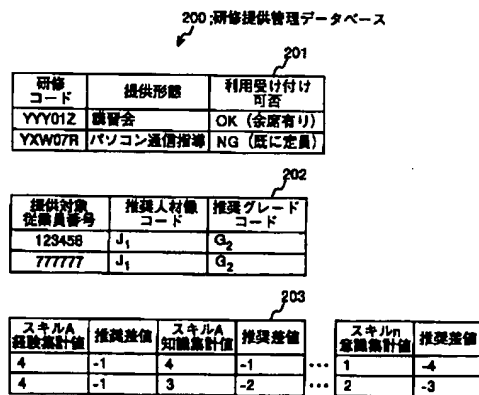 200;研修提供管理データベース
201
研修コード 提供形態 利用受け付け可否
YYY01Z 講習会 OK (余席有り)
YXW07R パソコン通信指導 NG (既に定員)
202
提供対象従業員番号 推奨人材像コード 推奨グレードコード
123456 J1 G2
777777 J1 G2
203
スキルA経験集計値 推奨差値 スキルA知識集計値 推奨差値 … スキルn意識集計値 推奨差値
4 -1 4 -1 … 1 -4
4 -1 3 -2 … 2 -3